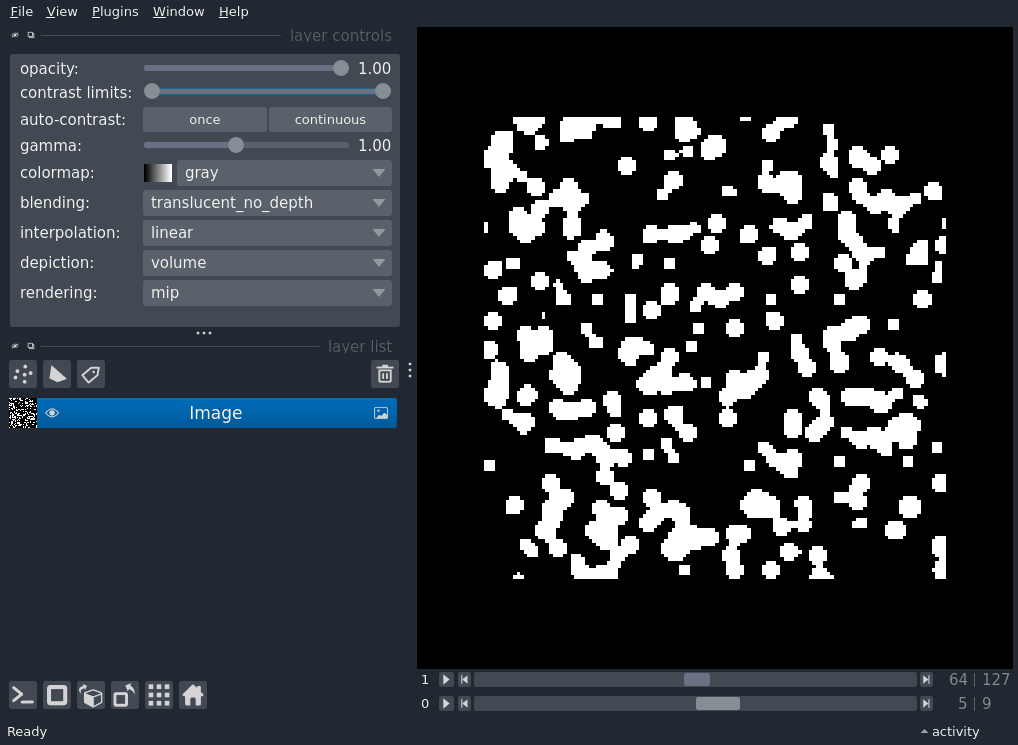 File View Plugins Window Help
layer controls
opacity: 1.00
contrast limits:
auto-contrast: once continuous
gamma: 1.00
colormap: gray
blending: translucent_no_depth
interpolation: linear
depiction: volume
rendering: mip
layer list
Image
1 64 | 127
0 5 | 9
Ready activity